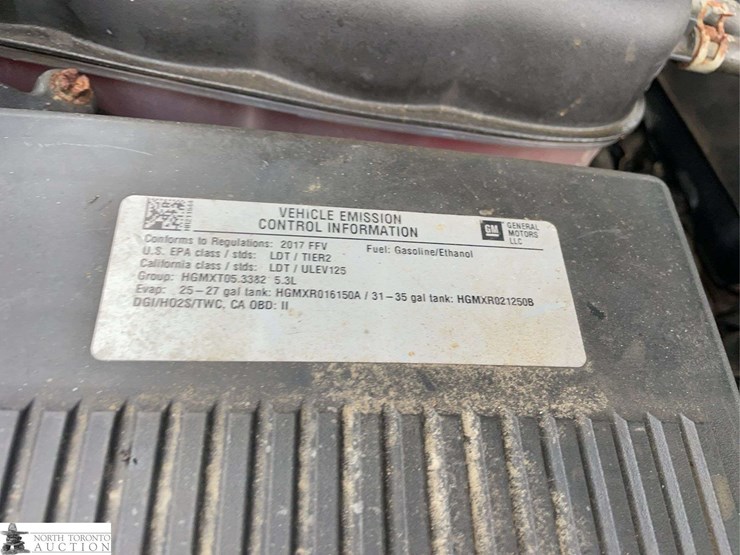 VEHICLE EMISSION
CONTROL INFORMATION
GM GENERAL MOTORS LLC
Conforms to Regulations: 2017 FFV Fuel: Gasoline/Ethanol
U.S. EPA class / stds: LDT / TIER2
California class / stds: LDT / ULEV125
Group: HGMXT05.3382 5.3L
Evap: 25-27 gal tank: HGMXR016150A / 31-35 gal tank: HGMXR021250B
DGI/HO2S/TWC, CA OBD: II
NORTH TORONTO
AUCTION